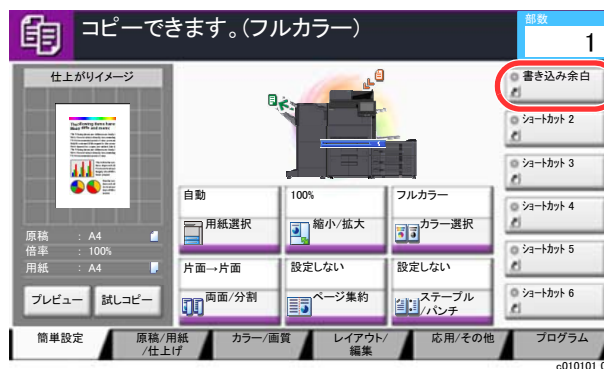 コピーできます。(フルカラー)
部数
1
仕上がりイメージ
原稿 : A4
倍率 : 100%
用紙 : A4
プレビュー
試しコピー
自動
用紙選択
100%
縮小/拡大
フルカラー
カラー選択
片面→片面
両面/分割
設定しない
ページ集約
設定しない
ステープル
/パンチ
書き込み余白
ショートカット 2
ショートカット 3
ショートカット 4
ショートカット 5
ショートカット 6
簡単設定
原稿/用紙
/仕上げ
カラー/画質
レイアウト/
編集
応用/その他
プログラム